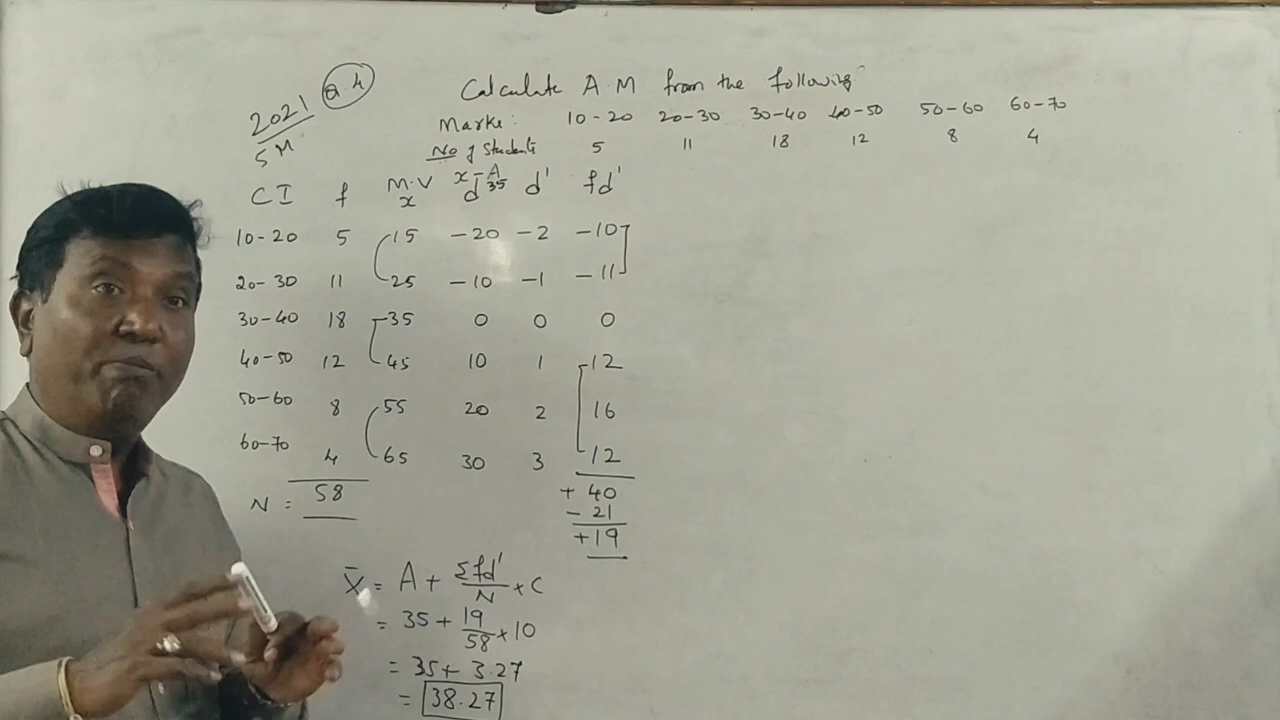 2021 Q 4
5M
Calculate A.M from the following
Marks: 10-20 20-30 30-40 40-50 50-60 60-70
No of Students 5 11 18 12 8 4
CI f M.V x x-A d 35 d' fd'
10-20 5 15 -20 -2 -10
20-30 11 25 -10 -1 -11
30-40 18 35 0 0 0
40-50 12 45 10 1 12
50-60 8 55 20 2 16
60-70 4 65 30 3 12
N = 58
+ 40
- 21
+19
X̄ = A + Σfd'/N × C
= 35 + 19/58 × 10
= 35 + 3.27
= 38.27